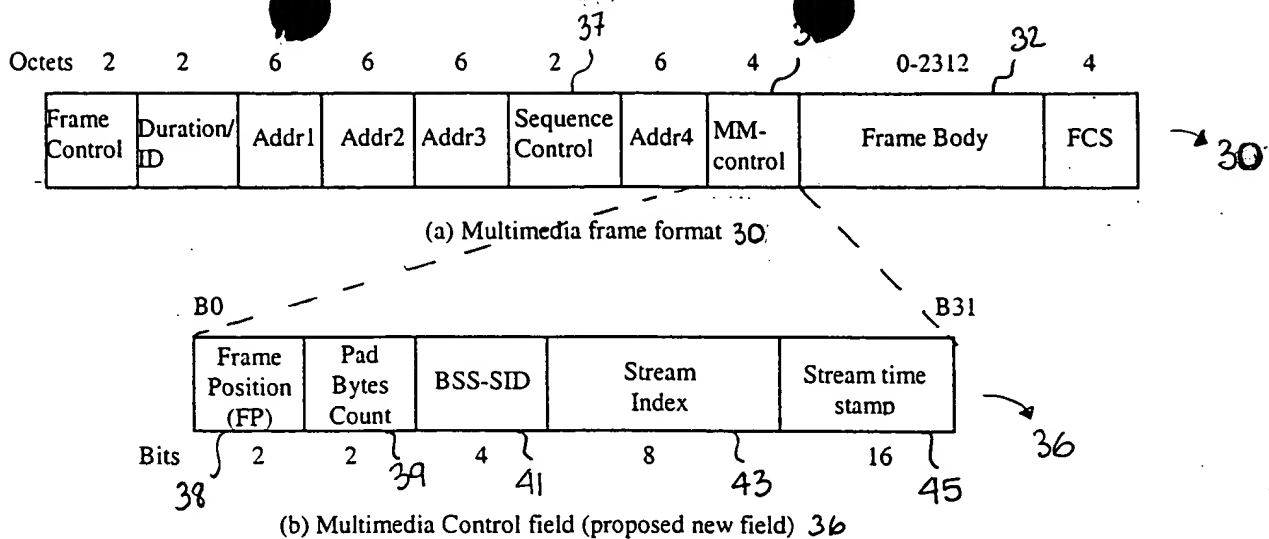 37
32
Octets 2 2 6 6 6 2 6 4 0-2312 4
Frame Control
Duration/ ID
Addr1
Addr2
Addr3
Sequence Control
Addr4
MM- control
Frame Body
FCS
30
(a) Multimedia frame format 30
B0
B31
Frame Position (FP)
Pad Bytes Count
BSS-SID
Stream Index
Stream time stamp
36
Bits 2 2 4 8 16
38
39
41
43
45
(b) Multimedia Control field (proposed new field) 36